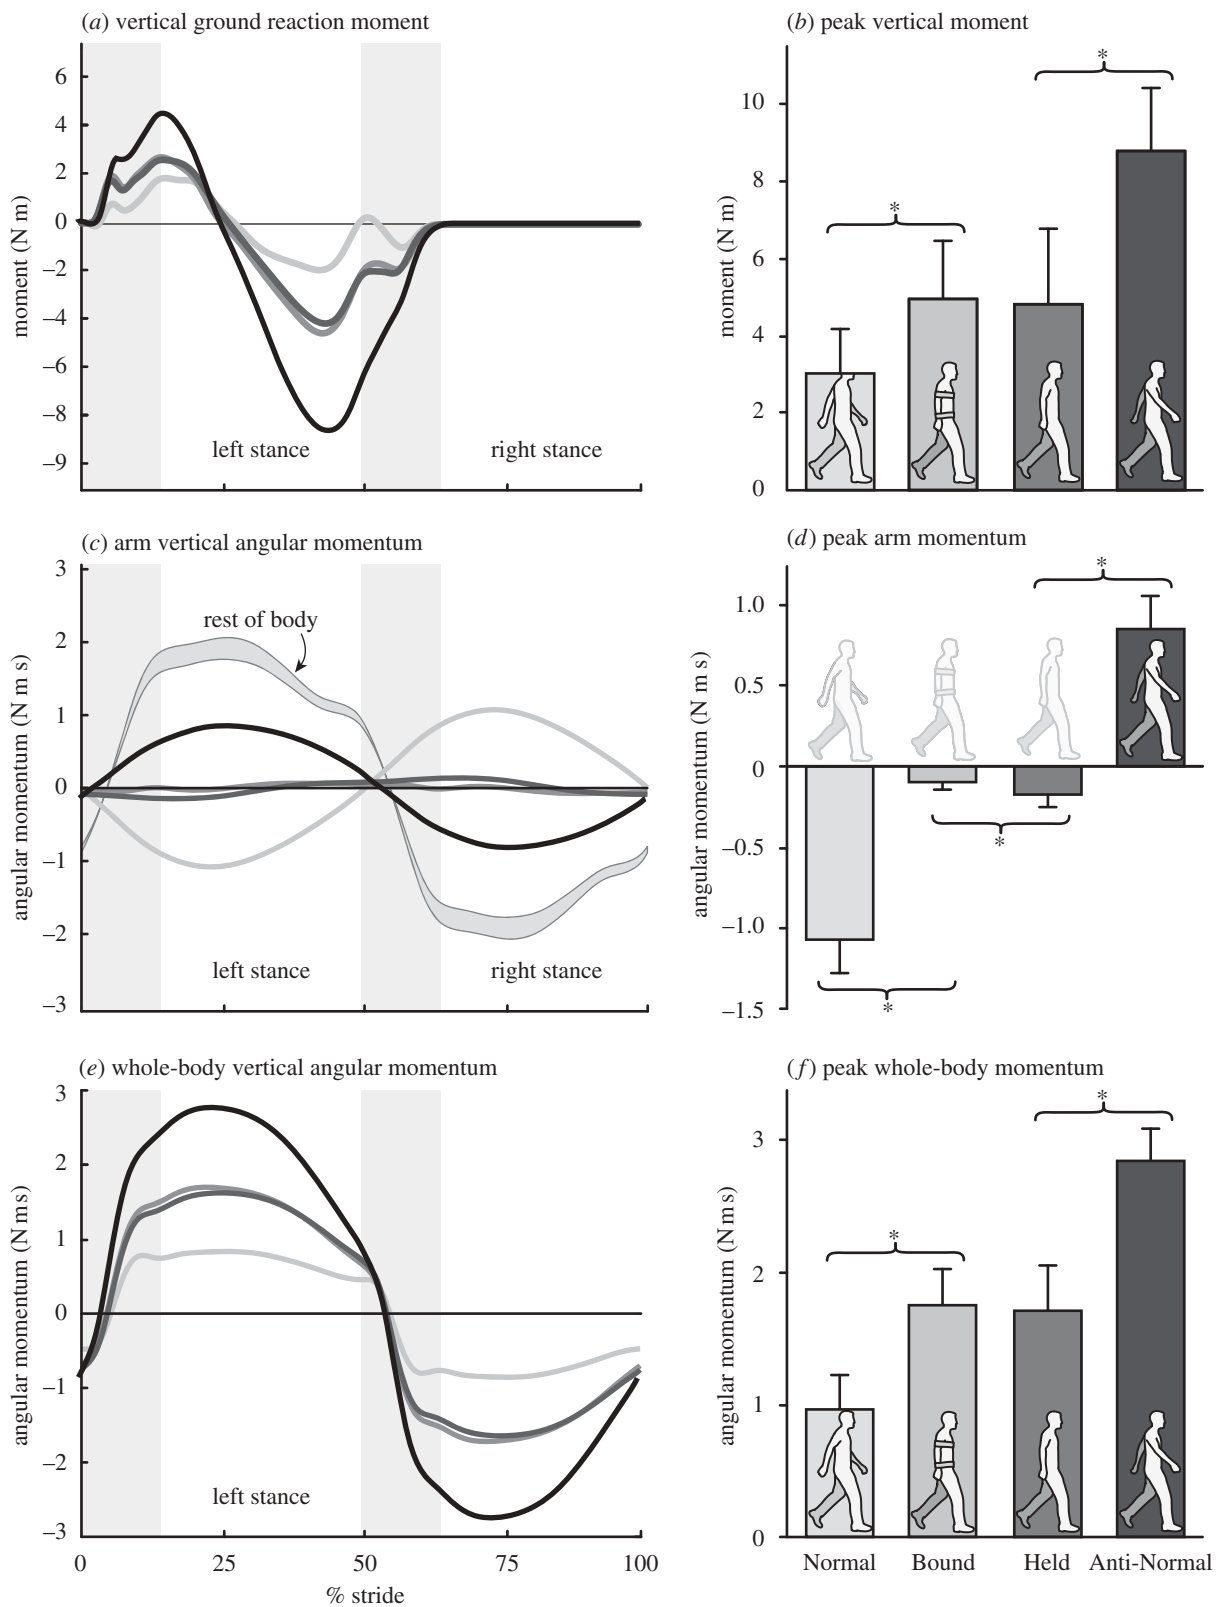 (a) vertical ground reaction moment
6
4
2
0
–2
–4
–6
–8
–9
moment (N m)
left stance
right stance
(b) peak vertical moment
10
8
6
4
2
0
moment (N m)
*
*
(c) arm vertical angular momentum
3
2
1
0
–1
–2
–3
angular momentum (N m s)
rest of body
left stance
right stance
(d) peak arm momentum
1.0
0.5
0
–0.5
–1.0
–1.5
angular momentum (N m s)
*
*
*
(e) whole-body vertical angular momentum
3
2
1
0
–1
–2
–3
angular momentum (N m s)
left stance
0 25 50 75 100
% stride
(f) peak whole-body momentum
3
2
1
0
angular momentum (N m s)
*
*
Normal Bound Held Anti-Normal